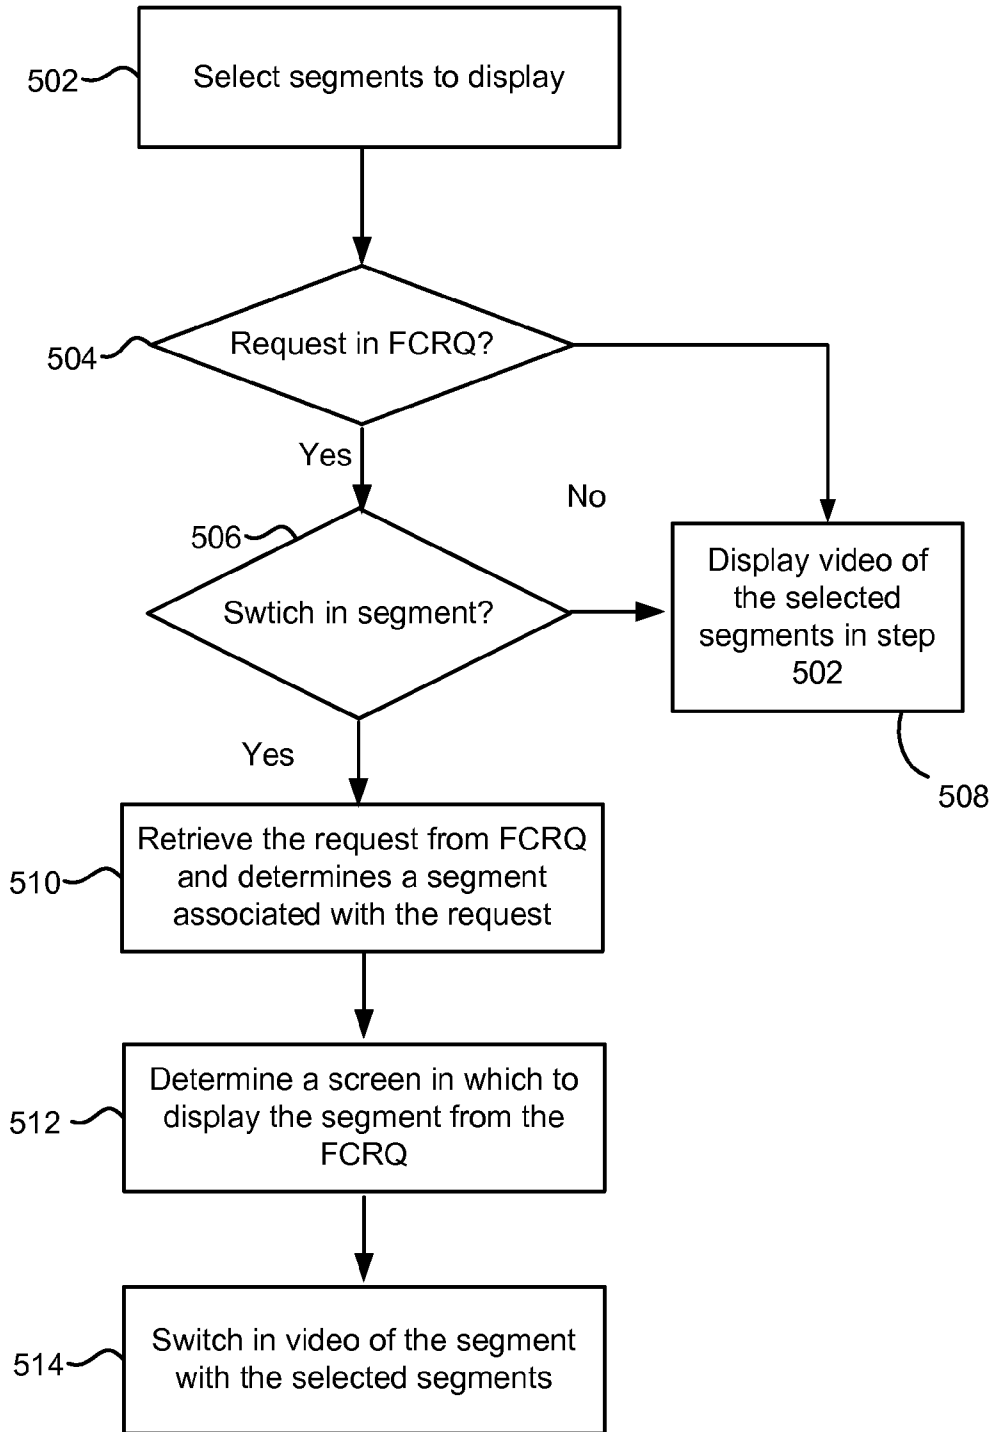 502
Select segments to display
504
Request in FCRQ?
Yes
No
506
Swtich in segment?
Display video of
the selected
segments in step
502
508
Yes
510
Retrieve the request from FCRQ
and determines a segment
associated with the request
512
Determine a screen in which to
display the segment from the
FCRQ
514
Switch in video of the segment
with the selected segments